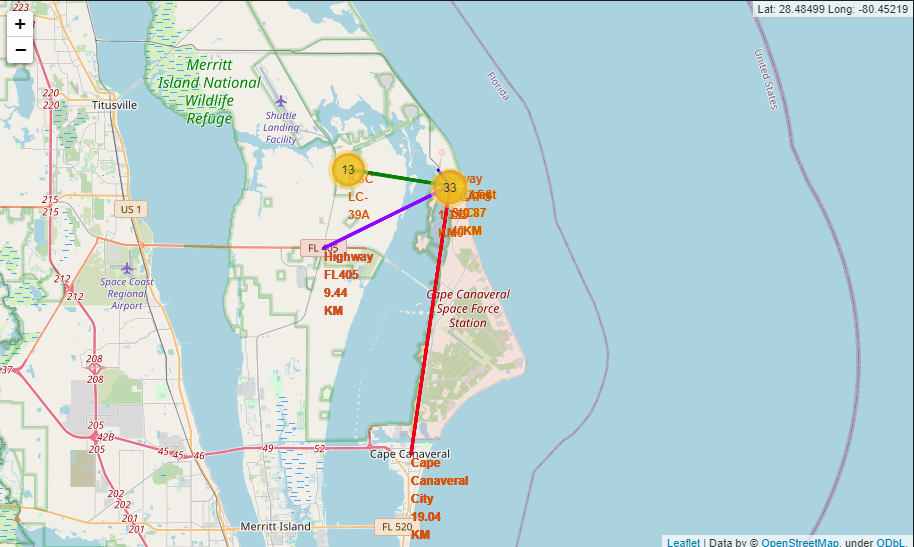 223
+
−
Lat: 28.48499 Long: -80.45219
Merritt
Island National
Wildlife
Refuge
Florida
United States
220
220
Titusville
Shuttle
Landing
Facility
13
33
LC-
39A
215
215
US 1
FL 405
Highway
FL405
9.44
KM
212
212
Space Coast
Regional
Airport
Cape Canaveral
Space Force
Station
208
208
37
205
42B
205
45
45
46
49
52
Cape Canaveral
Cape
Canaveral
City
19.04
KM
202
202
201
201
Merritt Island
FL 520
Leaflet | Data by © OpenStreetMap, under ODbL.